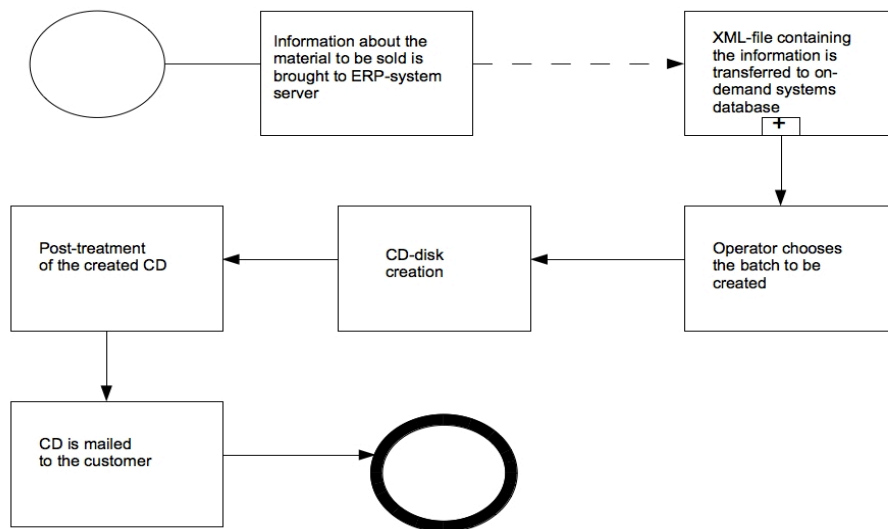 Information about the
material to be sold is
brought to ERP-system
server
XML-file containing
the information is
transferred to on-
demand systems
database
+
Operator chooses
the batch to be
created
CD-disk
creation
Post-treatment
of the created CD
CD is mailed
to the customer